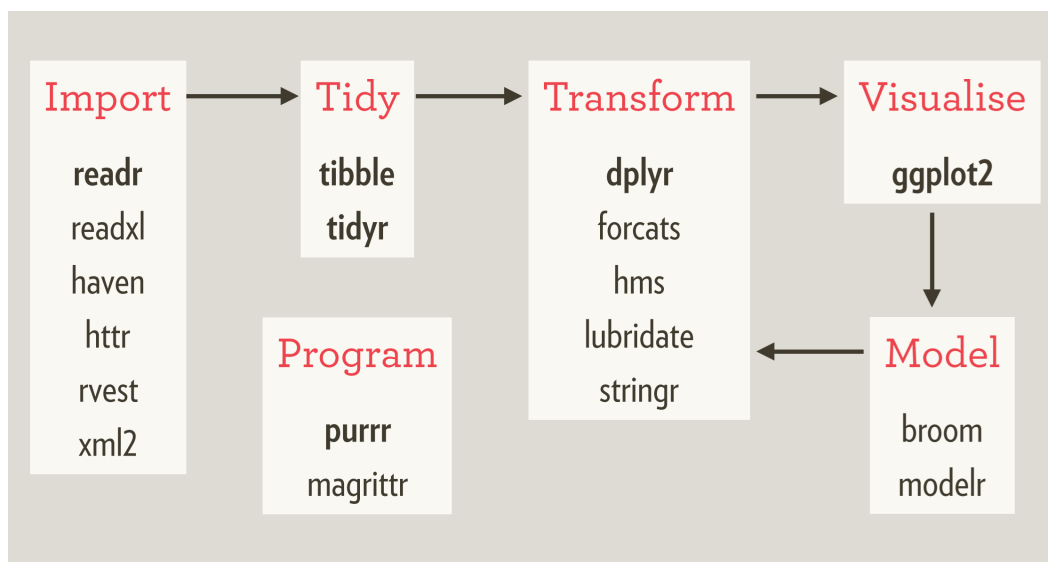 Import
readr
readxl
haven
httr
rvest
xml2
Tidy
tibble
tidyr
Program
purrr
magrittr
Transform
dplyr
forcats
hms
lubridate
stringr
Visualise
ggplot2
Model
broom
modelr